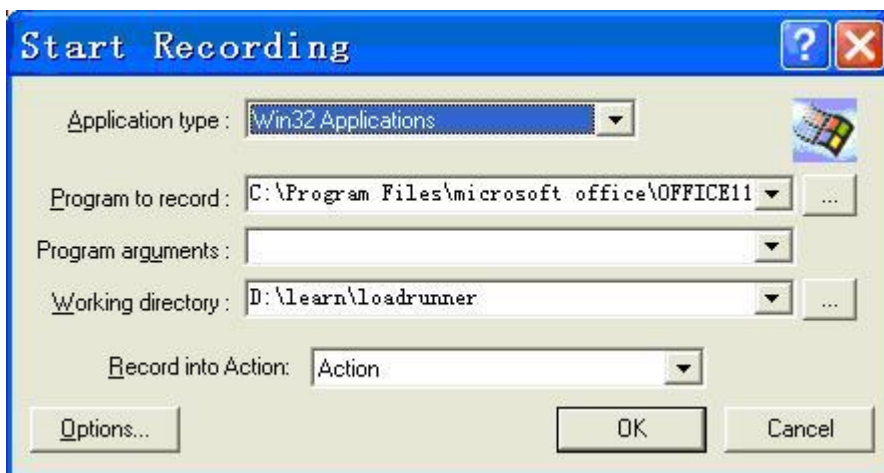 Start Recording
Application type : Win32 Applications
Program to record : C:\Program Files\microsoft office\OFFICE11 ...
Program arguments :
Working directory : D:\learn\loadrunner ...
Record into Action: Action
Options... OK Cancel